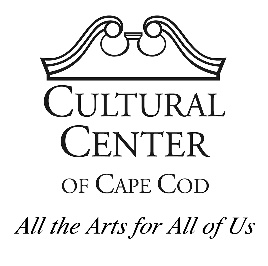 CULTURAL
CENTER
OF CAPE COD
All the Arts for All of Us